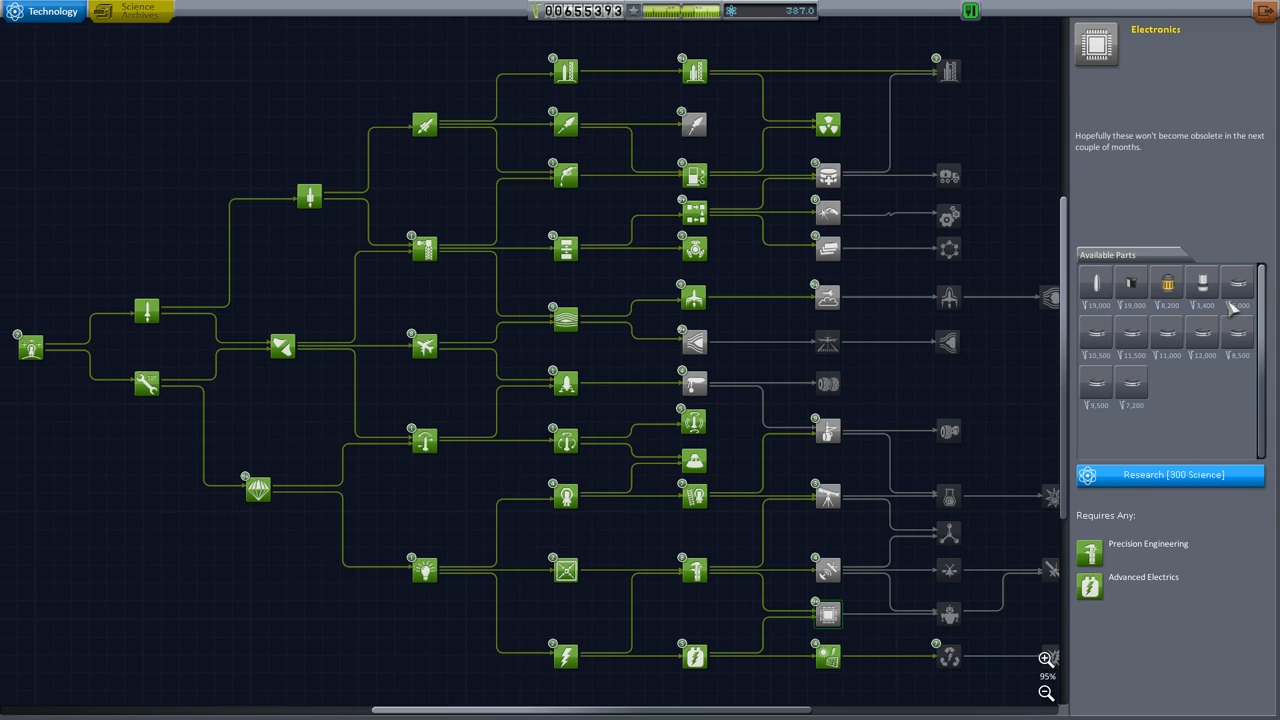 Technology
Science
Archives
00655393
387.0
Electronics
Hopefully these won't become obsolete in the next
couple of months.
Available Parts
19,000
19,000
8,200
3,400
10,500
11,500
11,000
12,000
8,500
9,500
7,200
Research [300 Science]
Requires Any:
Precision Engineering
Advanced Electrics
95%